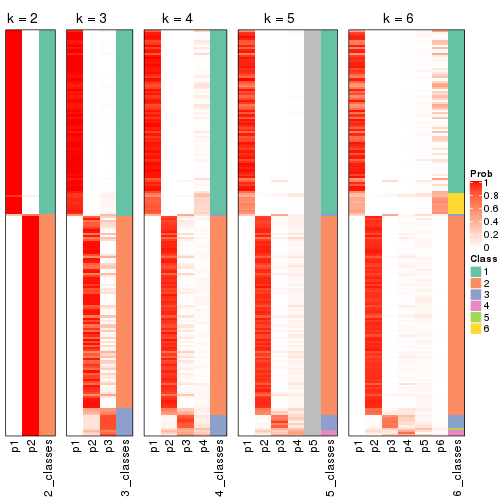 k = 2
k = 3
k = 4
k = 5
k = 6
Prob
1
0.8
0.6
0.4
0.2
0
Class
1
2
3
4
5
6
p1
p2
2_classes
p1
p2
p3
3_classes
p1
p2
p3
p4
4_classes
p1
p2
p3
p4
p5
5_classes
p1
p2
p3
p4
p5
p6
6_classes